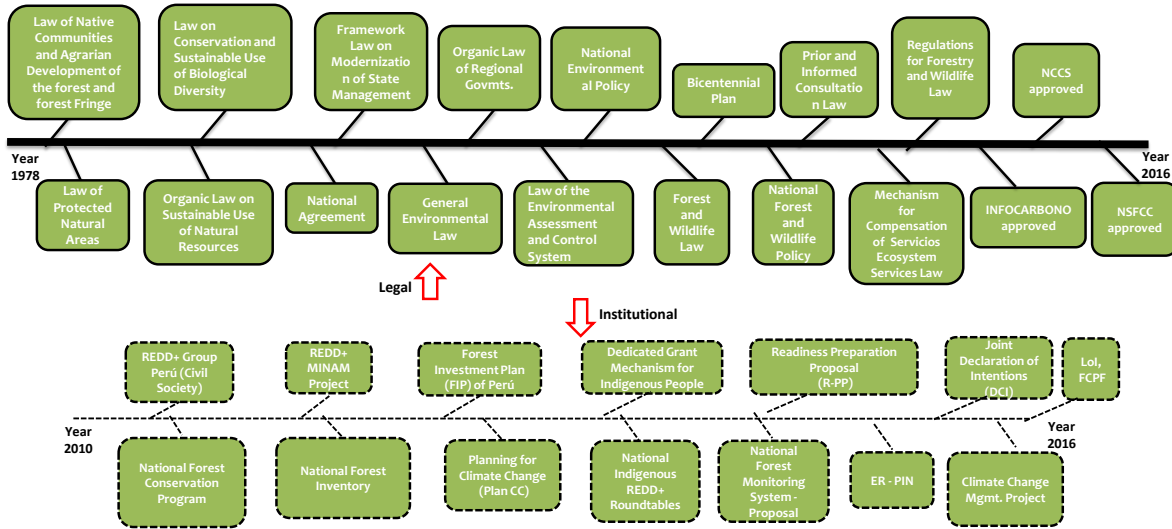 Law of Native
Communities
and Agrarian
Development of
the forest and
forest Fringe
Law on
Conservation and
Sustainable Use
of Biological
Diversity
Framework
Law on
Modernizatio
n of State
Management
Organic Law
of Regional
Govmts.
National
Environment
al Policy
Bicentennial
Plan
Prior and
Informed
Consultatio
n Law
Regulations
for Forestry
and Wildlife
Law
NCCS
approved
Year
1978
Year
2016
Law of
Protected
Natural
Areas
Organic Law on
Sustainable Use
of Natural
Resources
National
Agreement
General
Environmental
Law
Law of the
Environmental
Assessment
and Control
System
Forest
and
Wildlife
Law
National
Forest
and
Wildlife
Policy
Mechanism
for
Compensation
of Servicios
Ecosystem
Services Law
INFOCARBONO
approved
NSFCC
approved
Legal
Institutional
REDD+ Group
Perú (Civil
Society)
REDD+
MINAM
Project
Forest
Investment Plan
(FIP) of Perú
Dedicated Grant
Mechanism for
Indigenous People
Readiness Preparation
Proposal
(R-PP)
Joint
Declaration of
Intentions
(DCI)
LoI,
FCPF
Year
2010
Year
2016
National Forest
Conservation
Program
National Forest
Inventory
Planning for
Climate Change
(Plan CC)
National
Indigenous
REDD+
Roundtables
National
Forest
Monitoring
System -
Proposal
ER - PIN
Climate Change
Mgmt. Project